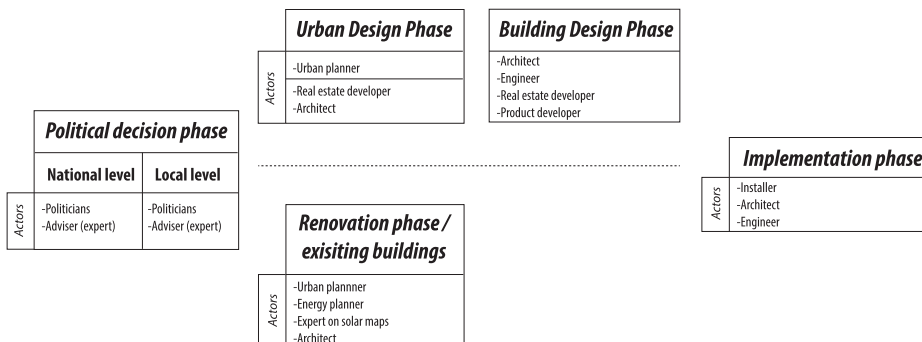 Urban Design Phase
Actors
-Urban planner
-Real estate developer
-Architect
Building Design Phase
-Architect
-Engineer
-Real estate developer
-Product developer
Political decision phase
National level
Local level
Actors
-Politicians
-Adviser (expert)
-Politicians
-Adviser (expert)
Renovation phase /
exisiting buildings
Actors
-Urban plannner
-Energy planner
-Expert on solar maps
-Architect
Implementation phase
Actors
-Installer
-Architect
-Engineer